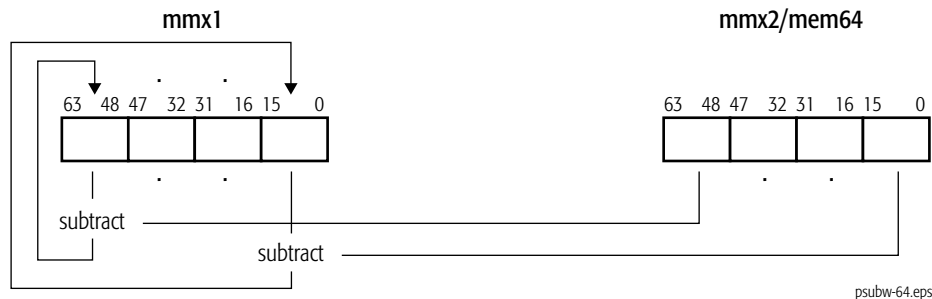 mmx1 mmx2/mem64
. .
63 48 47 32 31 16 15 0 63 48 47 32 31 16 15 0
. . . .
subtract
subtract
psubw-64.eps